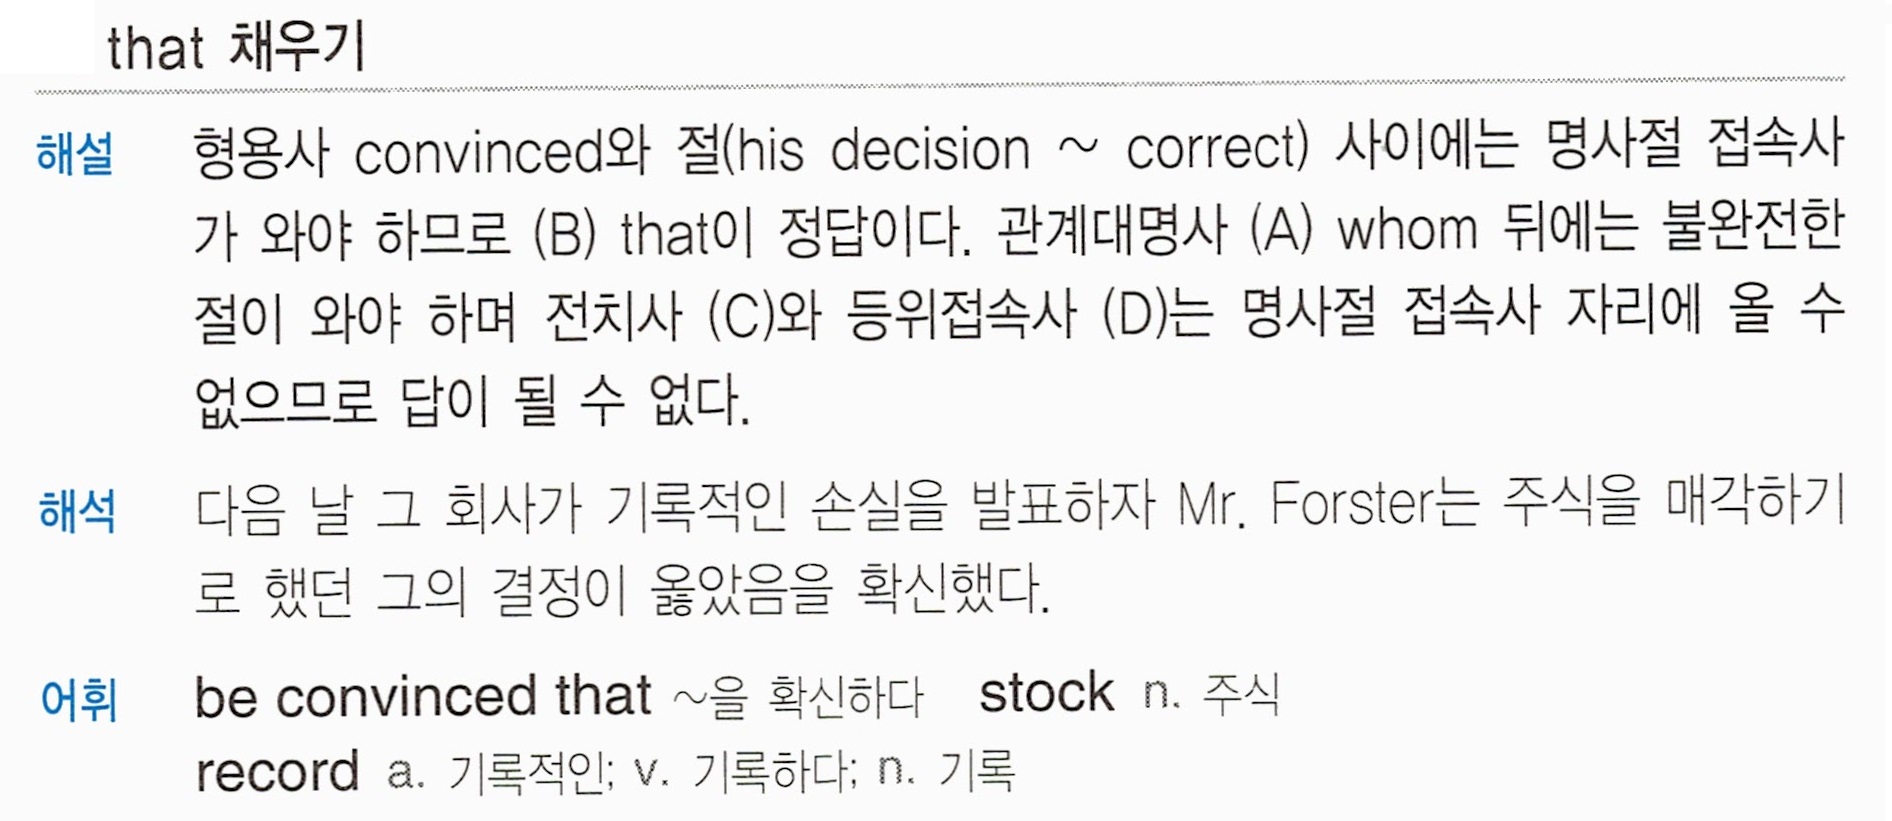 that 채우기
해설 형용사 convinced와 절(his decision ~ correct) 사이에는 명사절 접속사
가 와야 하므로 (B) that이 정답이다. 관계대명사 (A) whom 뒤에는 불완전한
절이 와야 하며 전치사 (C)와 등위접속사 (D)는 명사절 접속사 자리에 올 수
없으므로 답이 될 수 없다.
해석 다음 날 그 회사가 기록적인 손실을 발표하자 Mr. Forster는 주식을 매각하기
로 했던 그의 결정이 옳았음을 확신했다.
어휘 be convinced that ~을 확신하다 stock n. 주식
record a. 기록적인; v. 기록하다; n. 기록